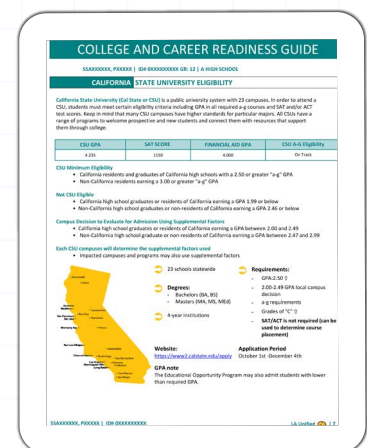 COLLEGE AND CAREER READINESS GUIDE
SSAXXXXXX, PXXXXX | ID# 0XXXXXXXXXX GR: 12 | A HIGH SCHOOL
CALIFORNIA STATE UNIVERSITY ELIGIBILITY
California State University (Cal State or CSU) is a public university system with 23 campuses. In order to attend a
CSU, students must meet certain eligibility criteria including GPA in all required a-g courses and SAT and/or ACT
test scores. Keep in mind that many CSU campuses have higher standards for particular majors. All CSUs have a
range of programs to welcome prospective and new students and connect them with resources that support
them through college.
CSU GPA SAT SCORE FINANCIAL AID GPA CSU A-G Eligibility
4.235 1150 4.000 On Track
CSU Minimum Eligibility
• California residents and graduates of California high schools with a 2.50 or greater "a-g" GPA
• Non-California residents earning a 3.00 or greater "a-g" GPA
Not CSU Eligible
• California high school graduates or residents of California earning a GPA 1.99 or below
• Non-California high school graduates or non-residents of California earning a GPA 2.46 or below
Campus Decision to Evaluate for Admission Using Supplemental Factors
• California high school graduates or residents of California earning a GPA between 2.00 and 2.49
• Non-California high school graduate or non-residents of California earning a GPA between 2.47 and 2.99
Each CSU campuses will determine the supplemental factors used
• Impacted campuses and programs may also use supplemental factors
23 schools statewide
Degrees:
- Bachelors (BA, BS)
- Masters (MA, MS, MEd)
4-year institutions
Requirements:
- GPA:2.50 ⇧
- 2.00-2.49 GPA local campus
decision
- a-g requirements
- Grades of "C" ⇧
- SAT/ACT is not required (can be
used to determine course
placement)
Website:
https://www2.calstate.edu/apply
Application Period
October 1st -December 4th
GPA note
The Educational Opportunity Program may also admit students with lower
than required GPA.
SSAXXXXXX, PXXXXX | ID# 0XXXXXXXXXX
LA Unified | 7